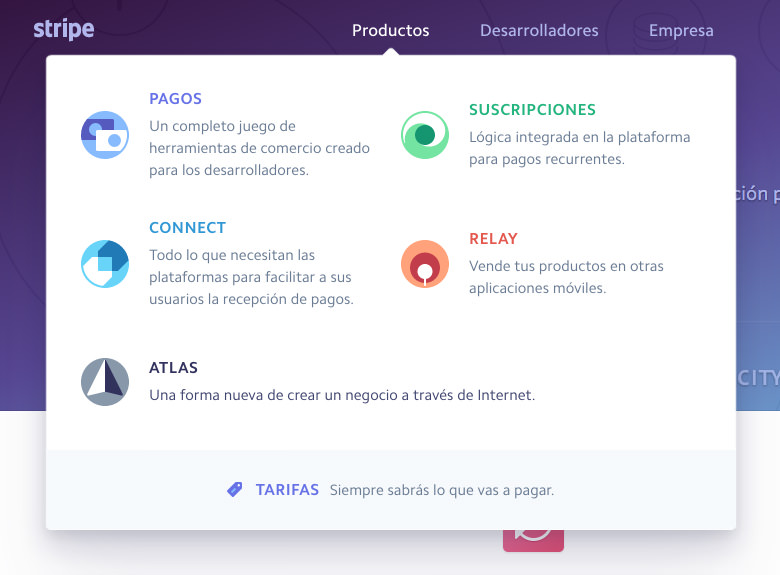 stripe
Productos
Desarrolladores
Empresa
PAGOS
Un completo juego de
herramientas de comercio creado
para los desarrolladores.
SUSCRIPCIONES
Lógica integrada en la plataforma
para pagos recurrentes.
CONNECT
Todo lo que necesitan las
plataformas para facilitar a sus
usuarios la recepción de pagos.
RELAY
Vende tus productos en otras
aplicaciones móviles.
ATLAS
Una forma nueva de crear un negocio a través de Internet.
TARIFAS Siempre sabrás lo que vas a pagar.
ción p
CITY